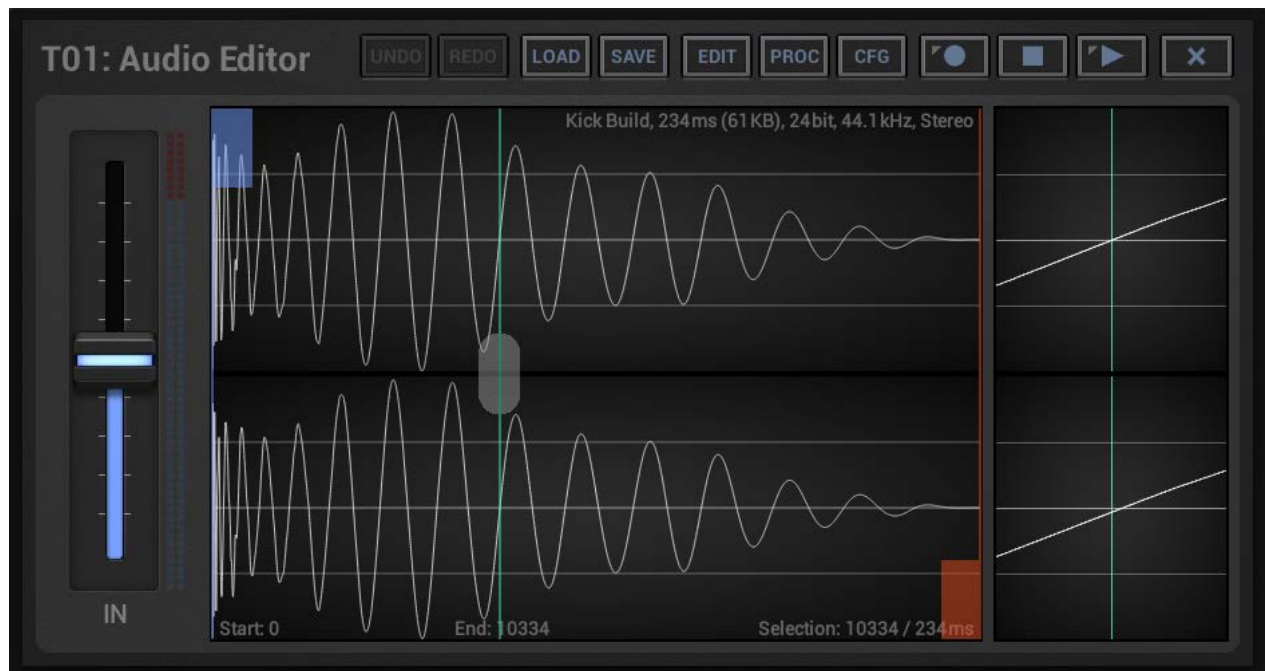 T01: Audio Editor UNDO REDO LOAD SAVE EDIT PROC CFG
Kick Build, 234ms (61KB), 24bit, 44.1kHz, Stereo
IN
Start: 0 End: 10334 Selection: 10334 / 234ms